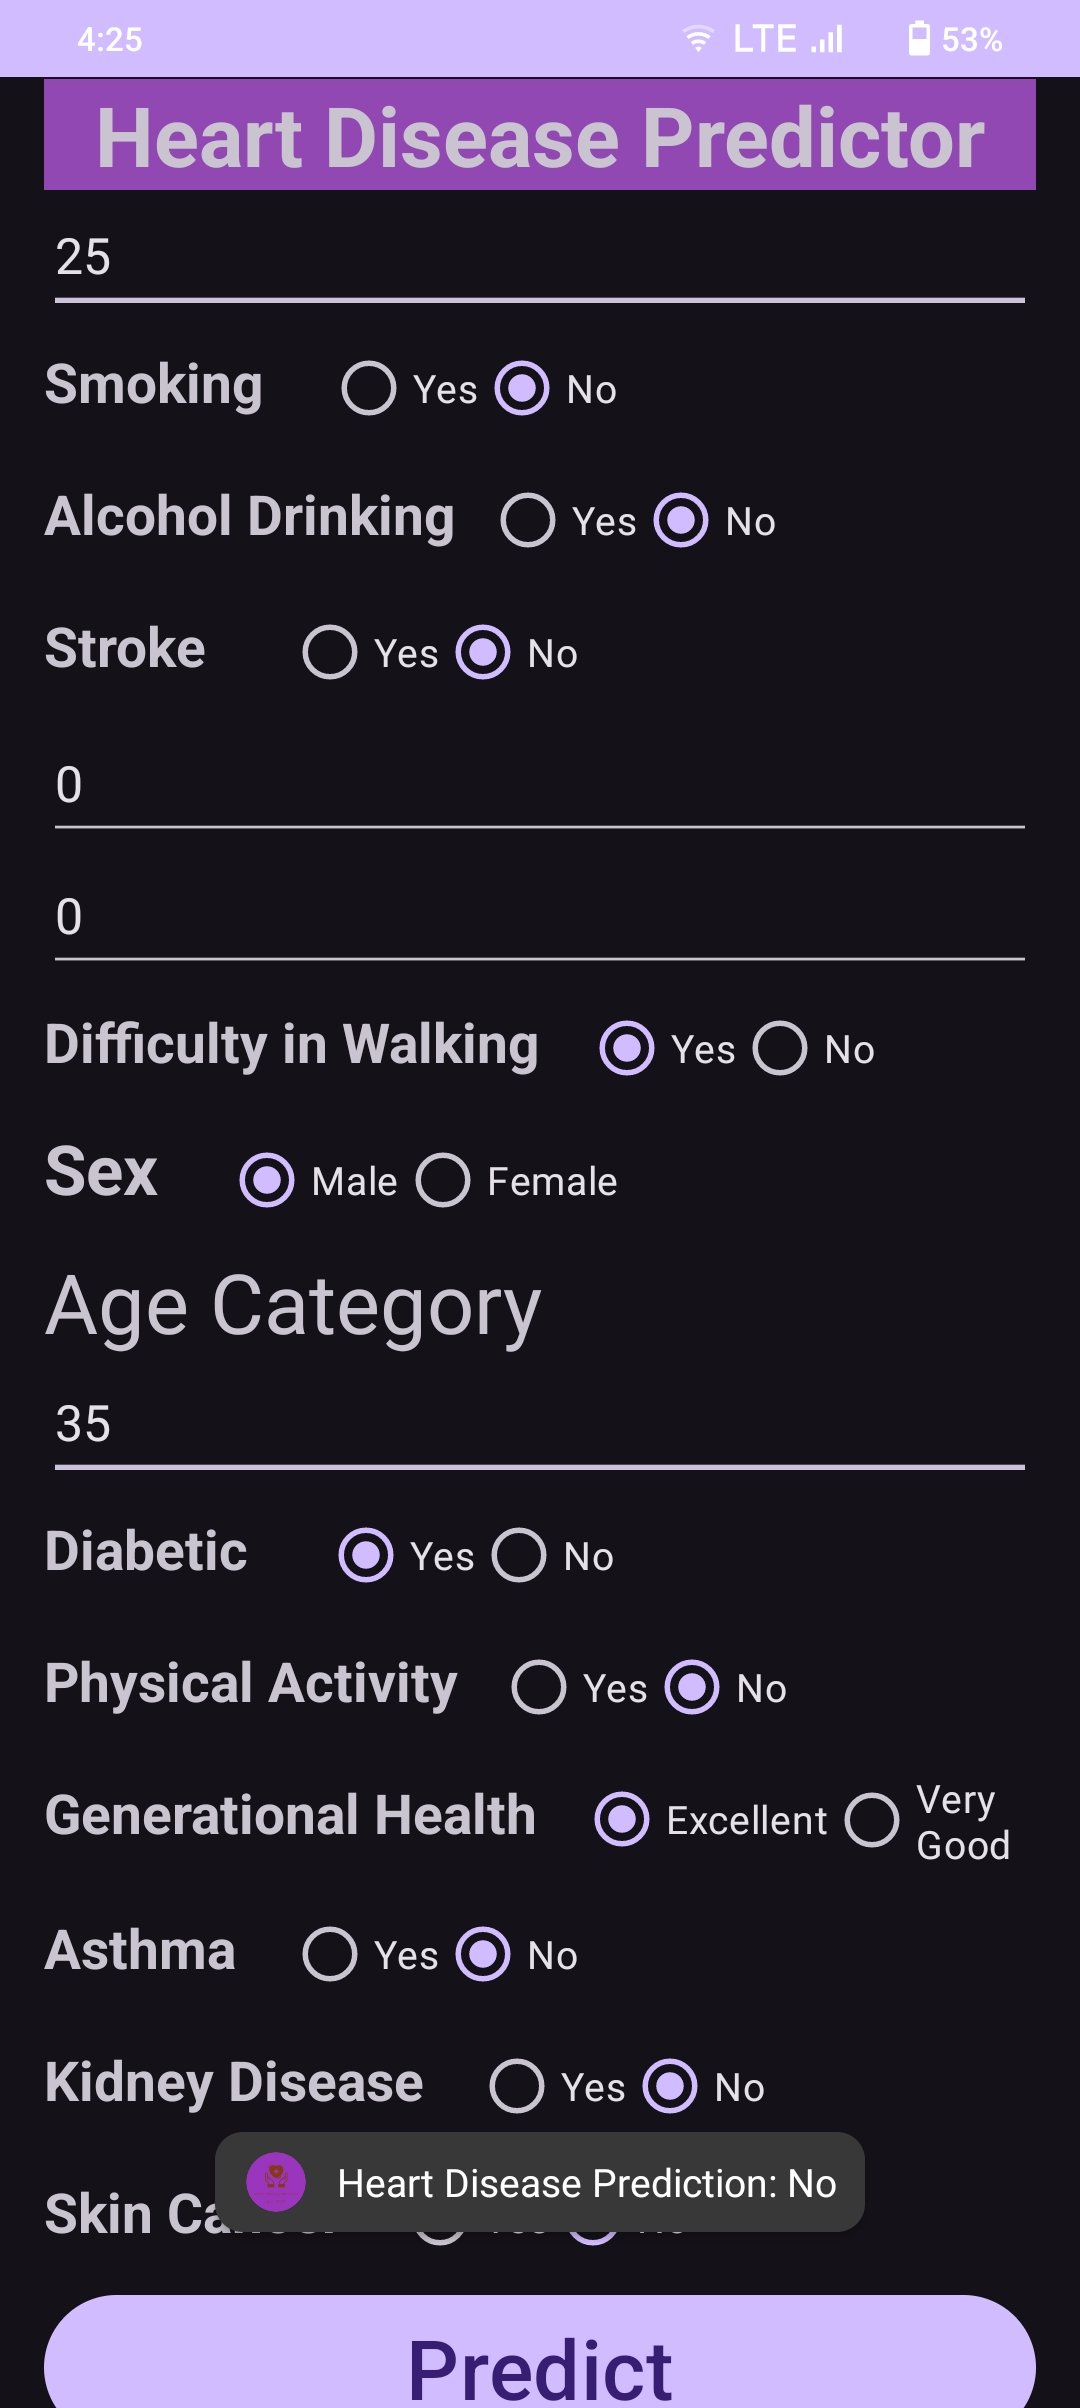 4:25 LTE 53%
Heart Disease Predictor
25
Smoking Yes No
Alcohol Drinking Yes No
Stroke Yes No
0
0
Difficulty in Walking Yes No
Sex Male Female
Age Category
35
Diabetic Yes No
Physical Activity Yes No
Generational Health Excellent Very Good
Asthma Yes No
Kidney Disease Yes No
Heart Disease Prediction: No
Skin
Predict